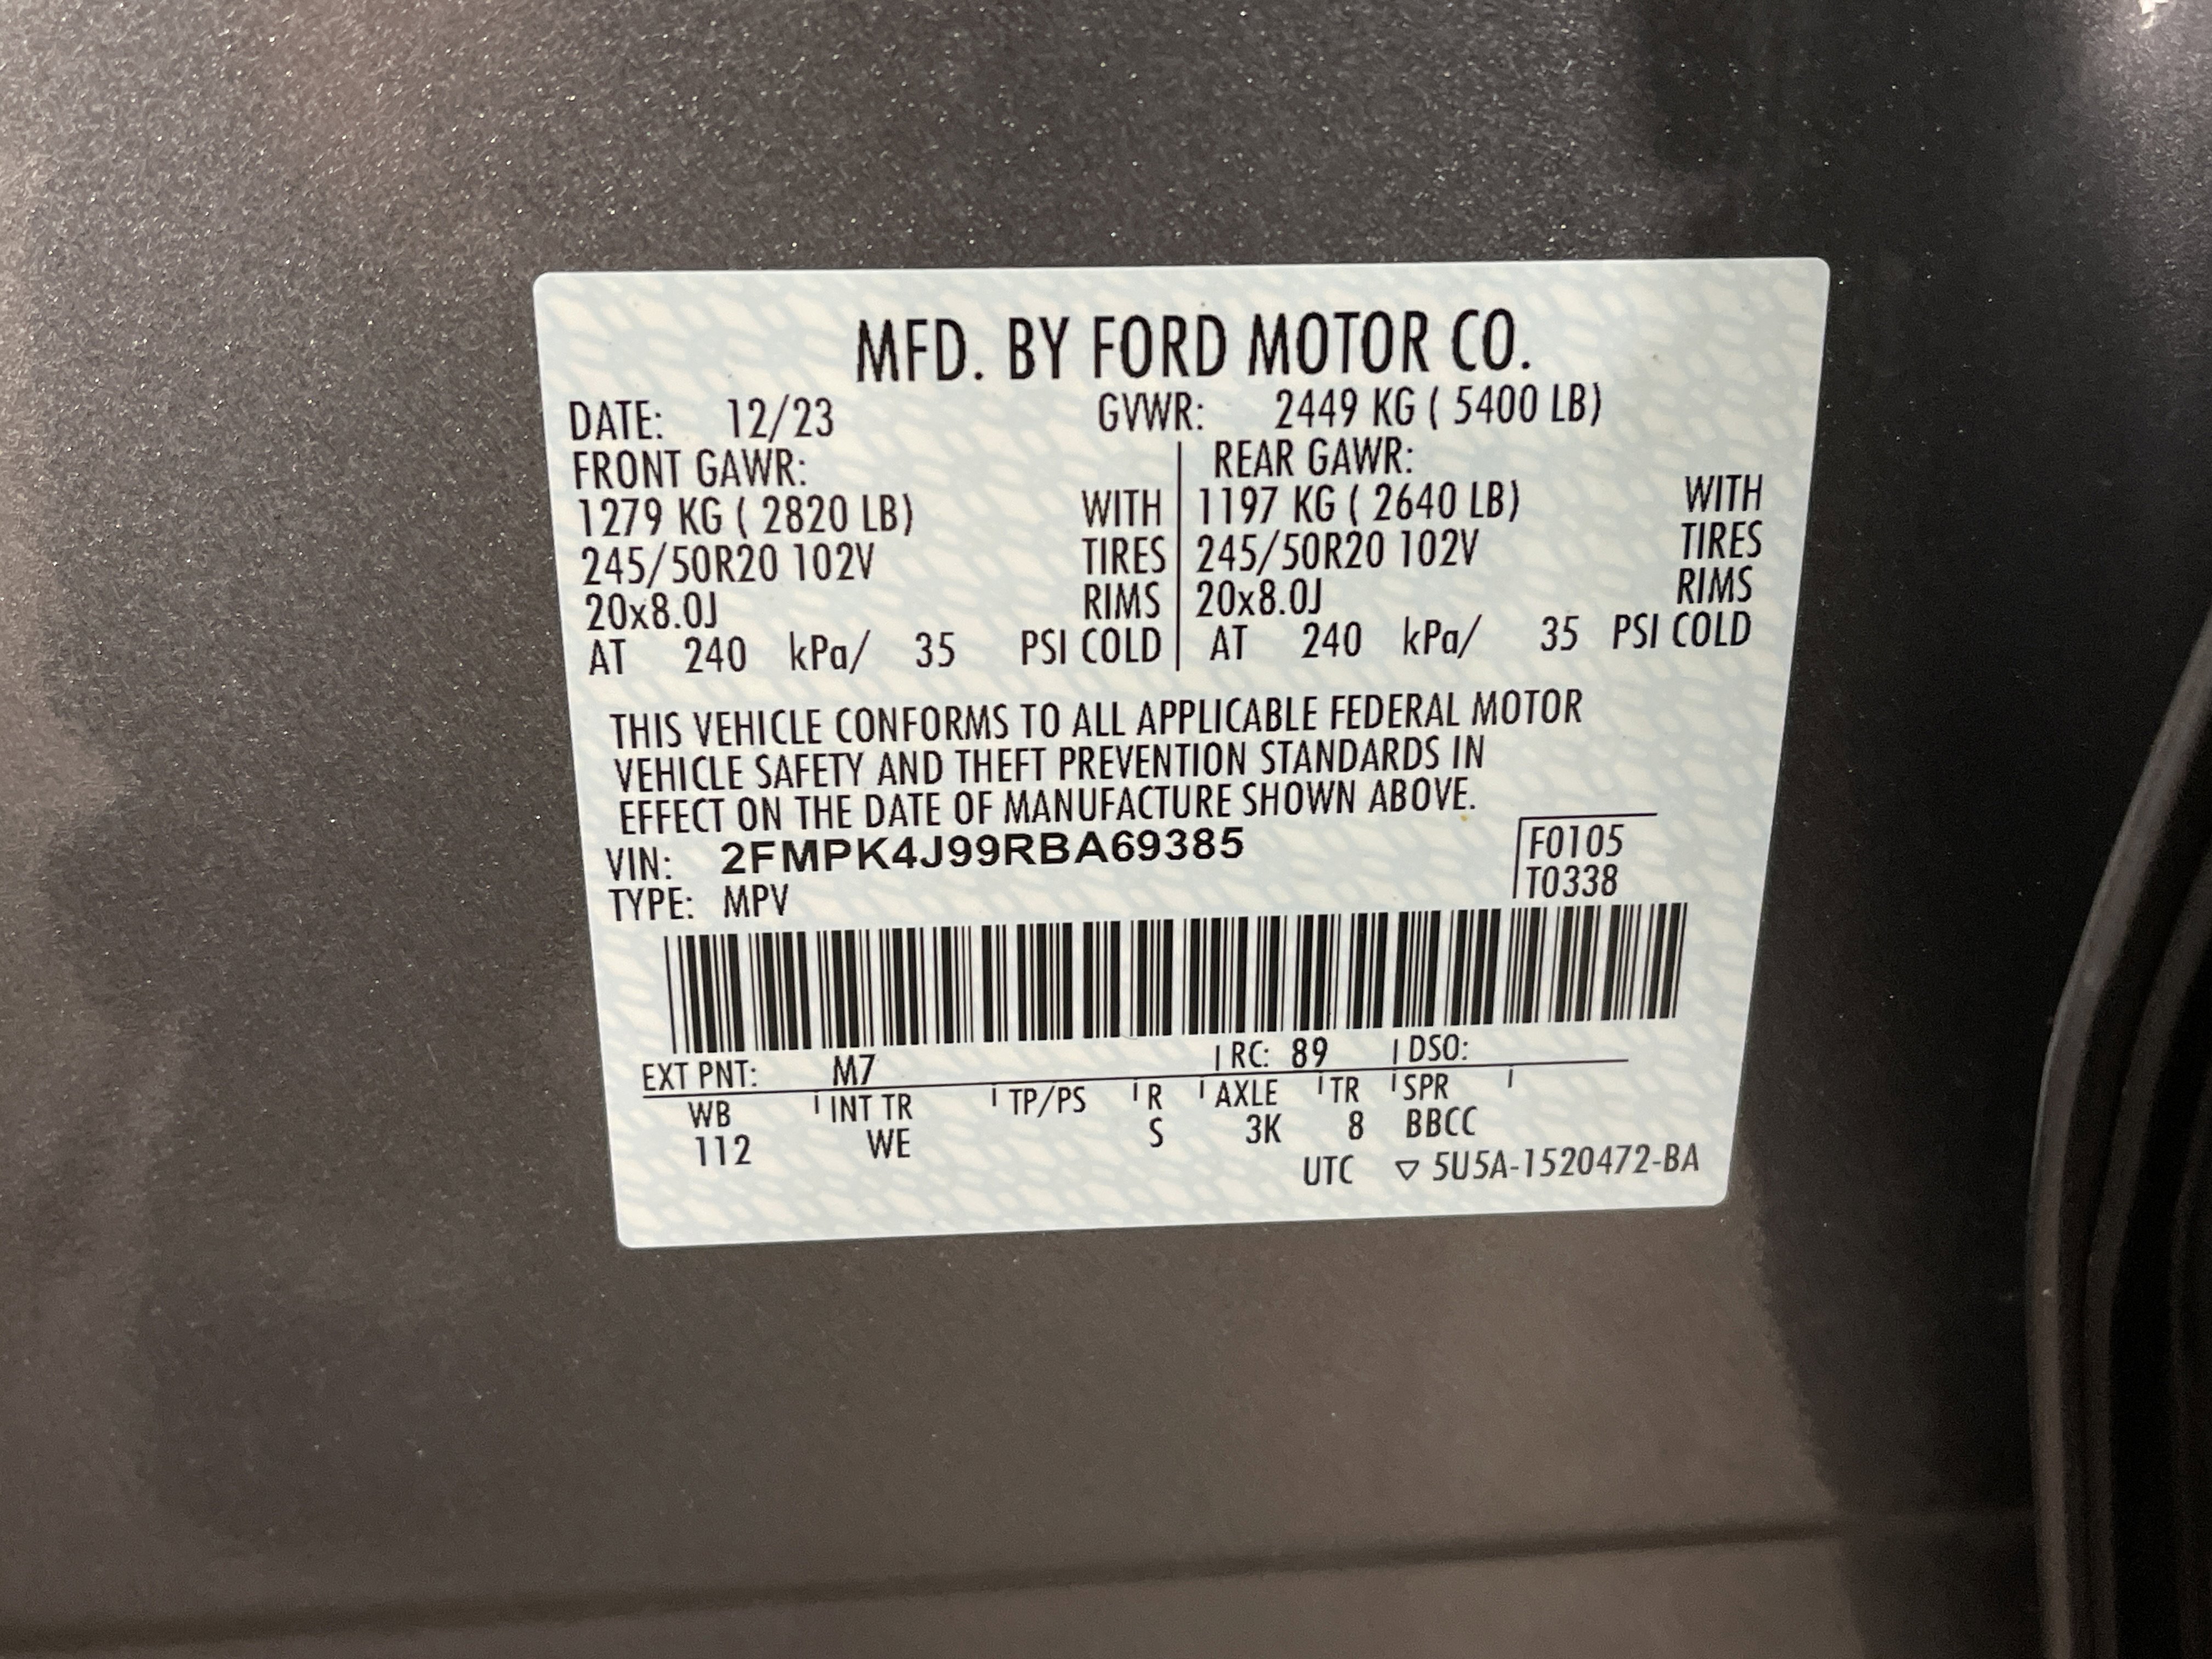 MFD. BY FORD MOTOR CO.
DATE: 12/23 GVWR: 2449 KG ( 5400 LB)
FRONT GAWR: REAR GAWR:
1279 KG ( 2820 LB) WITH 1197 KG ( 2640 LB) WITH
245/50R20 102V TIRES 245/50R20 102V TIRES
20x8.0J RIMS 20x8.0J RIMS
AT 240 kPa/ 35 PSI COLD AT 240 kPa/ 35 PSI COLD
THIS VEHICLE CONFORMS TO ALL APPLICABLE FEDERAL MOTOR
VEHICLE SAFETY AND THEFT PREVENTION STANDARDS IN
EFFECT ON THE DATE OF MANUFACTURE SHOWN ABOVE.
VIN: 2FMPK4J99RBA69385 F0105
TYPE: MPV T0338
EXT PNT: M7 RC: 89 DSO:
WB INT TR TP/PS R AXLE TR SPR
112 WE S 3K 8 BBCC
UTC ▽ 5U5A-1520472-BA